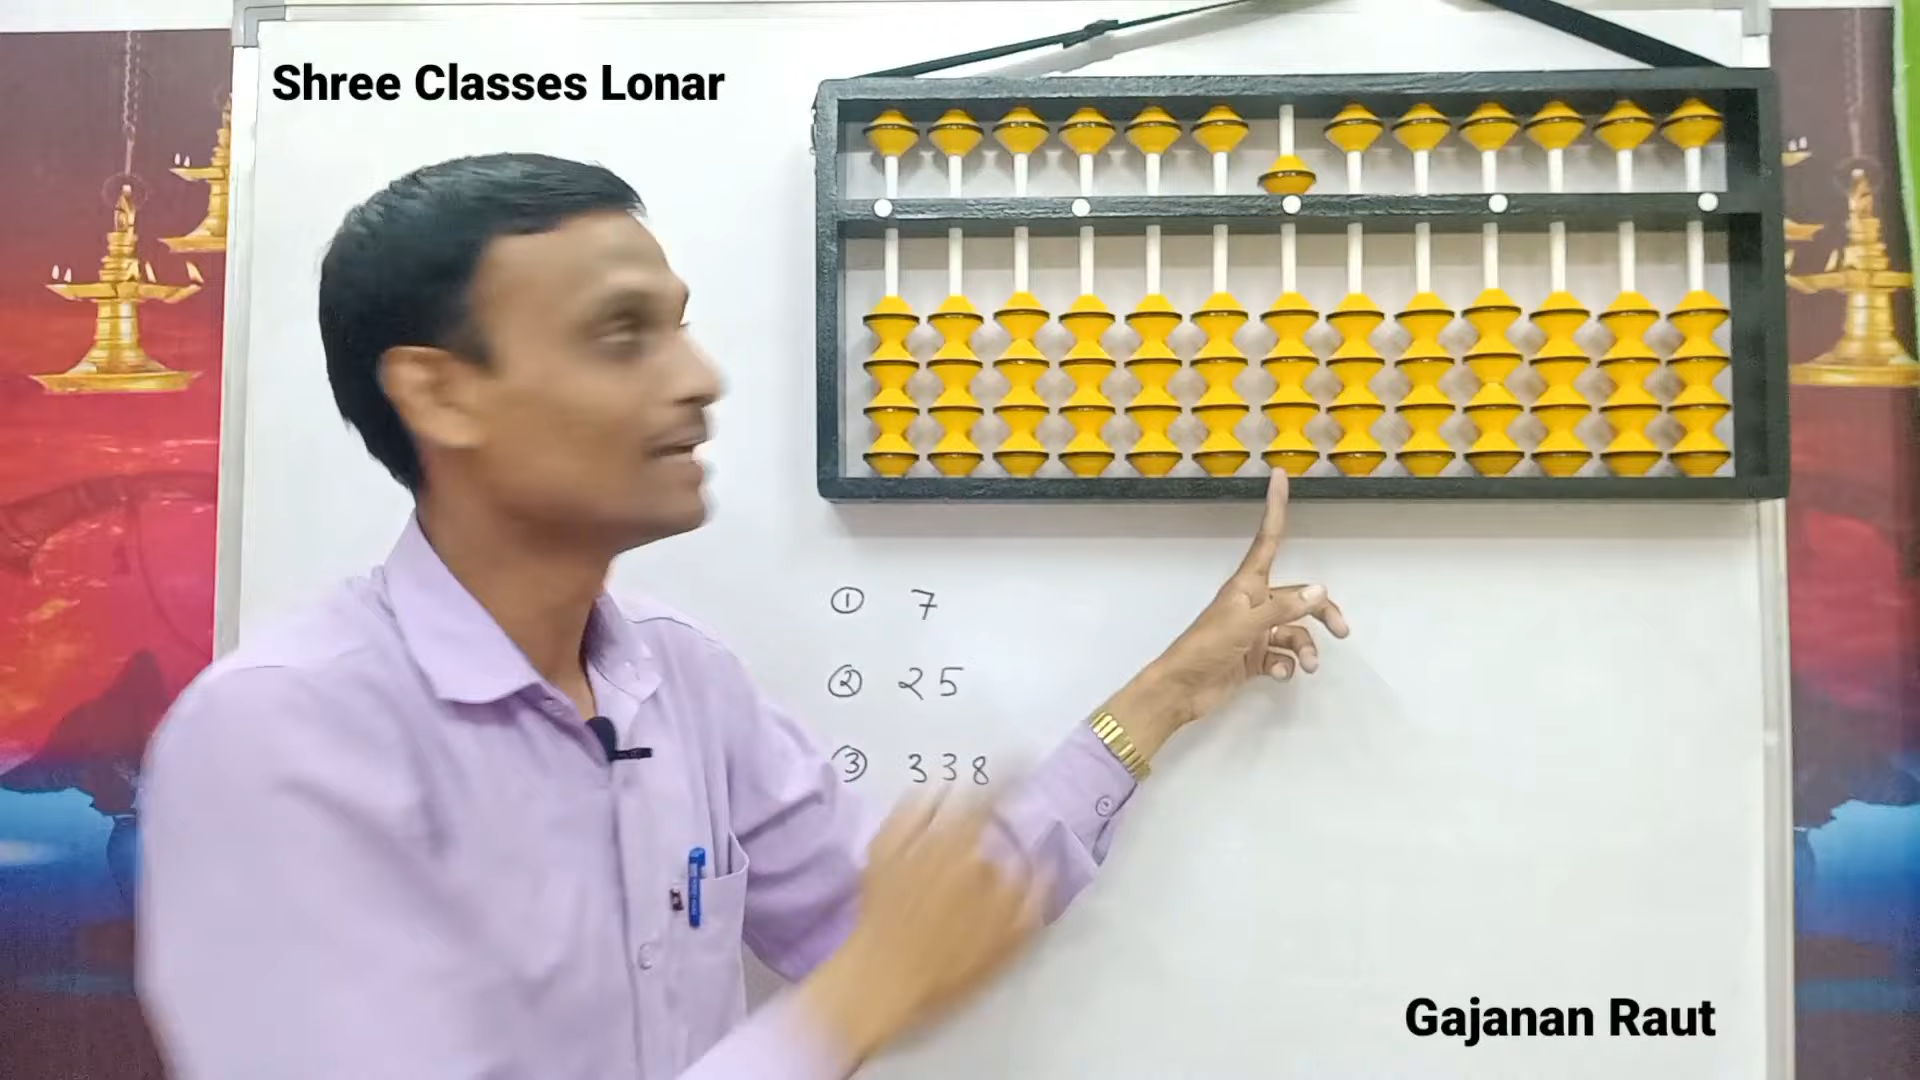 Shree Classes Lonar
① 7
② 25
③ 338
Gajanan Raut